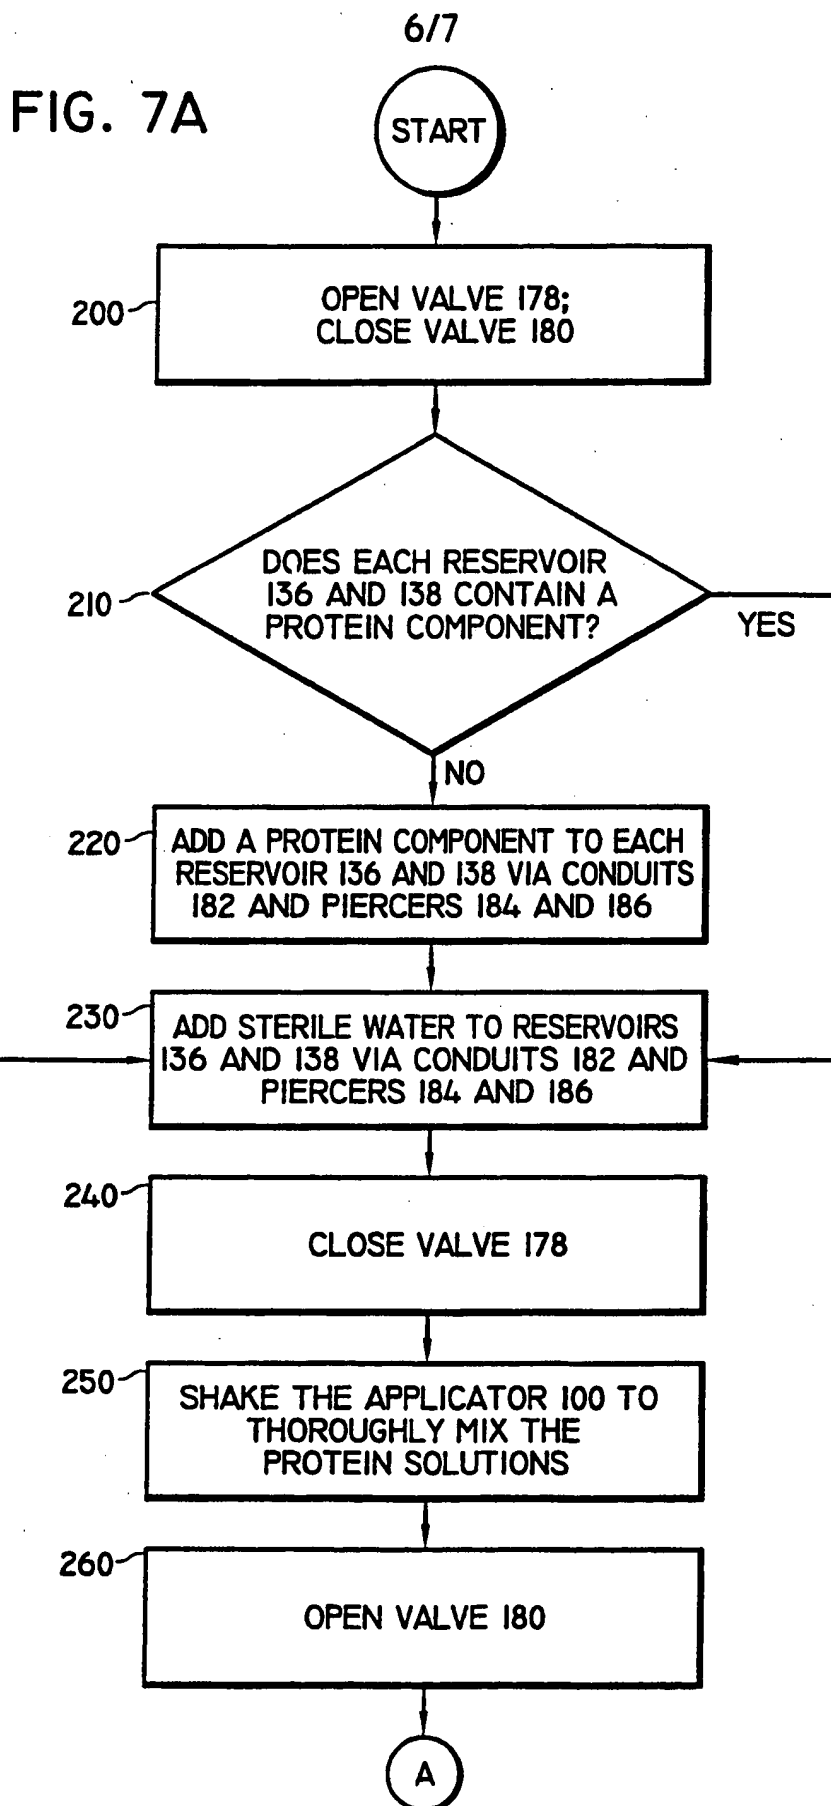 6/7
FIG. 7A
START
200
OPEN VALVE 178;
CLOSE VALVE 180
210
DOES EACH RESERVOIR
136 AND 138 CONTAIN A
PROTEIN COMPONENT?
YES
NO
220
ADD A PROTEIN COMPONENT TO EACH
RESERVOIR 136 AND 138 VIA CONDUITS
182 AND PIERCERS 184 AND 186
230
ADD STERILE WATER TO RESERVOIRS
136 AND 138 VIA CONDUITS 182 AND
PIERCERS 184 AND 186
240
CLOSE VALVE 178
250
SHAKE THE APPLICATOR 100 TO
THOROUGHLY MIX THE
PROTEIN SOLUTIONS
260
OPEN VALVE 180
A